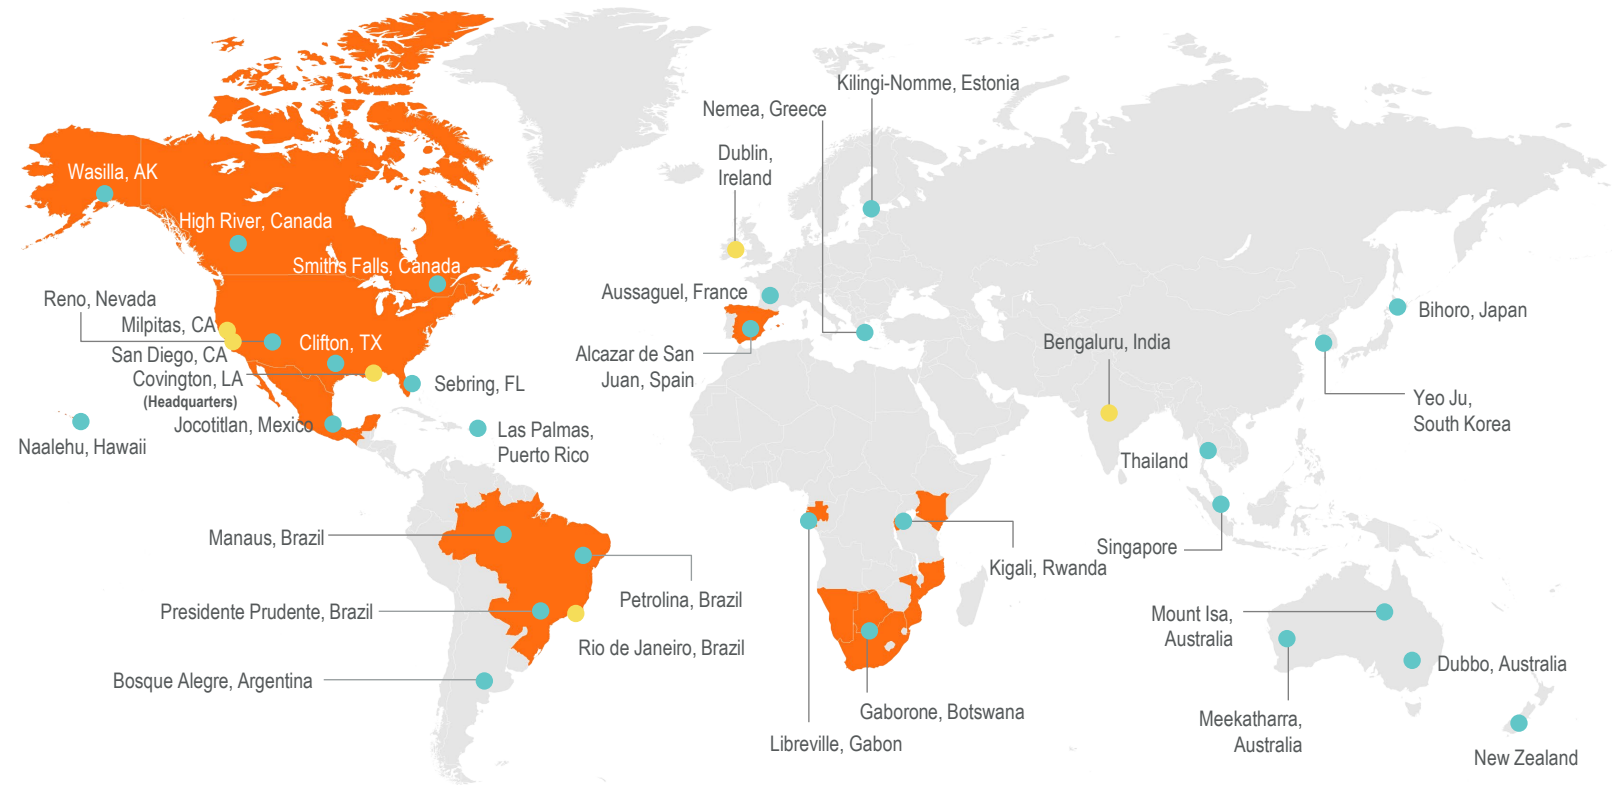 Kilingi-Nomme, Estonia
Nemea, Greece
Dublin,
Ireland
Wasilla, AK
High River, Canada
Smiths Falls, Canada
Reno, Nevada
Milpitas, CA
San Diego, CA
Clifton, TX
Covington, LA
(Headquarters)
Sebring, FL
Jocotitlan, Mexico
Naalehu, Hawaii
Las Palmas,
Puerto Rico
Aussaguel, France
Alcazar de San
Juan, Spain
Bengaluru, India
Bihoro, Japan
Yeo Ju,
South Korea
Thailand
Singapore
Manaus, Brazil
Petrolina, Brazil
Presidente Prudente, Brazil
Rio de Janeiro, Brazil
Bosque Alegre, Argentina
Kigali, Rwanda
Gaborone, Botswana
Libreville, Gabon
Mount Isa,
Australia
Dubbo, Australia
Meekatharra,
Australia
New Zealand